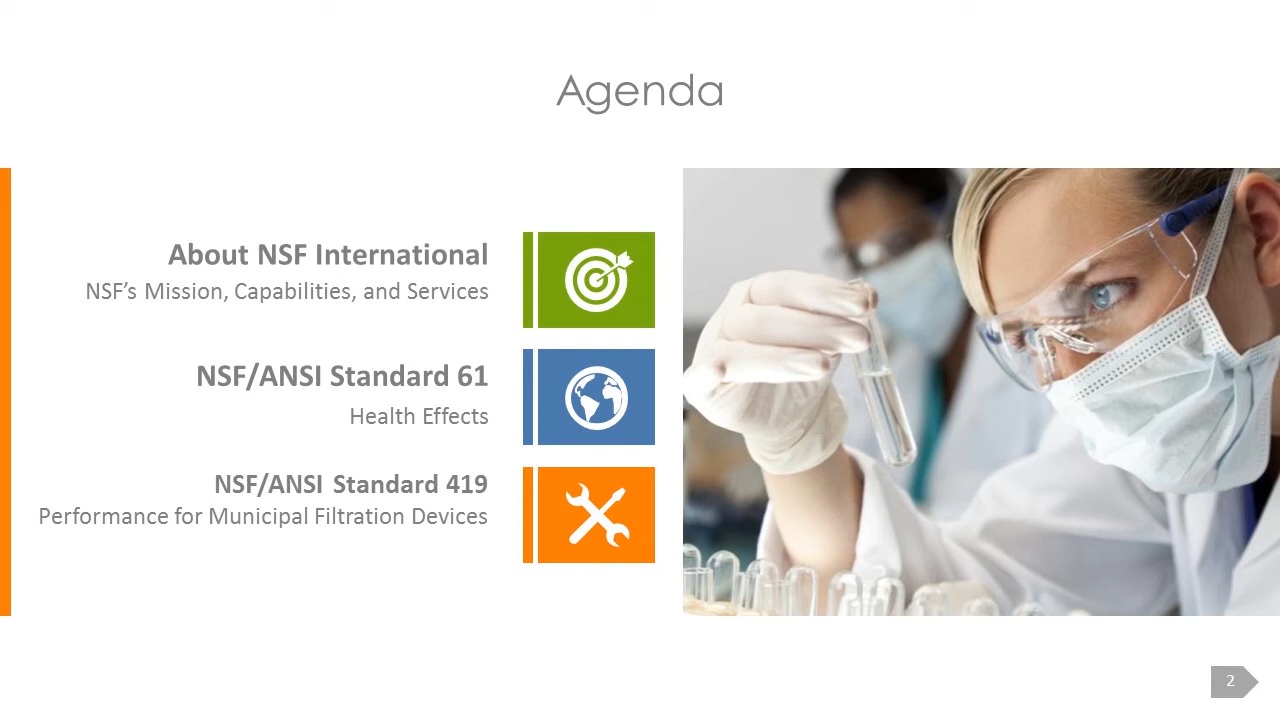 Agenda
About NSF International
NSF’s Mission, Capabilities, and Services
NSF/ANSI Standard 61
Health Effects
NSF/ANSI Standard 419
Performance for Municipal Filtration Devices
2